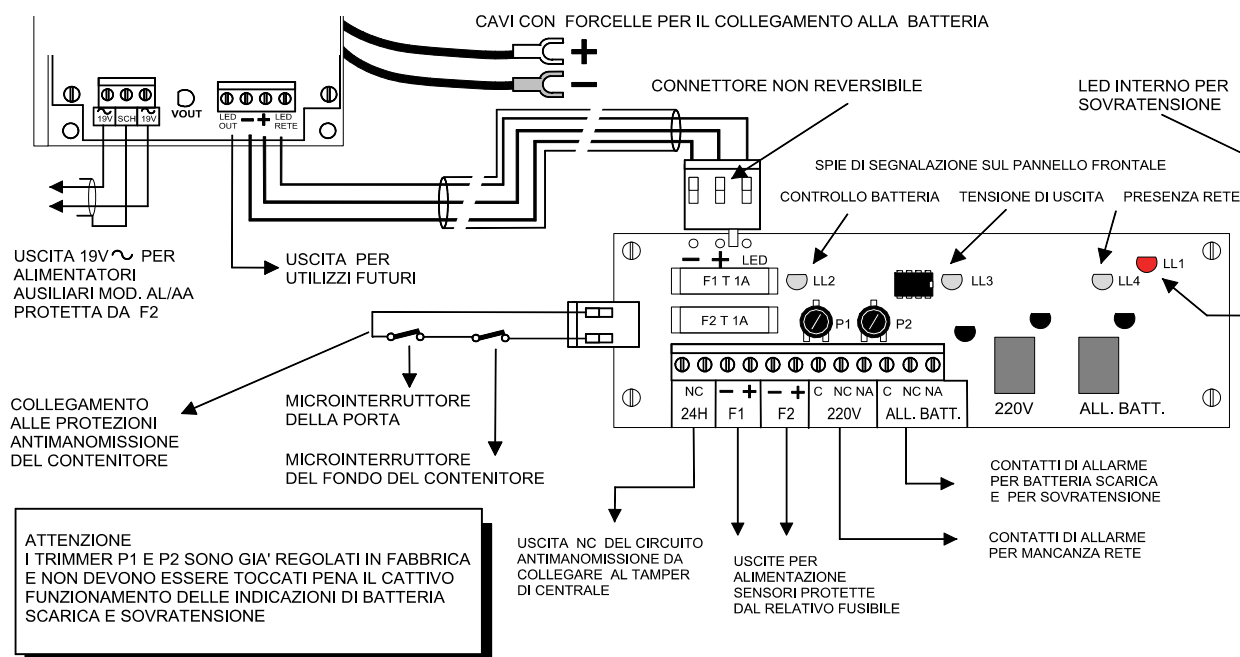 CAVI CON FORCELLE PER IL COLLEGAMENTO ALLA BATTERIA
+
−
CONNETTORE NON REVERSIBILE
LED INTERNO PER
SOVRATENSIONE
VOUT
19V SCH 19V
LED
OUT
− +
LED
RETE
SPIE DI SEGNALAZIONE SUL PANNELLO FRONTALE
CONTROLLO BATTERIA
TENSIONE DI USCITA
PRESENZA RETE
USCITA 19V∿ PER
ALIMENTATORI
AUSILIARI MOD. AL/AA
PROTETTA DA F2
USCITA PER
UTILIZZI FUTURI
− + LED
F1 T 1A
F2 T 1A
LL2
LL3
LL4
LL1
P1
P2
NC
24H
− +
F1
− +
F2
C NC NA
220V
C NC NA
ALL. BATT.
220V
ALL. BATT.
COLLEGAMENTO
ALLE PROTEZIONI
ANTIMANOMISSIONE
DEL CONTENITORE
MICROINTERRUTTORE
DELLA PORTA
MICROINTERRUTTORE
DEL FONDO DEL CONTENITORE
CONTATTI DI ALLARME
PER BATTERIA SCARICA
E PER SOVRATENSIONE
CONTATTI DI ALLARME
PER MANCANZA RETE
USCITA NC DEL CIRCUITO
ANTIMANOMISSIONE DA
COLLEGARE AL TAMPER
DI CENTRALE
USCITE PER
ALIMENTAZIONE
SENSORI PROTETTE
DAL RELATIVO FUSIBILE
ATTENZIONE
I TRIMMER P1 E P2 SONO GIA' REGOLATI IN FABBRICA
E NON DEVONO ESSERE TOCCATI PENA IL CATTIVO
FUNZIONAMENTO DELLE INDICAZIONI DI BATTERIA
SCARICA E SOVRATENSIONE